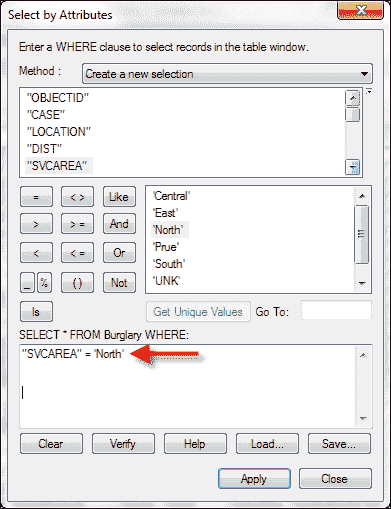 Select by Attributes
Enter a WHERE clause to select records in the table window.
Method : Create a new selection
"OBJECTID"
"CASE"
"LOCATION"
"DIST"
"SVCAREA"
= < > Like
> > = And
< < = Or
_ % ( ) Not
Is
'Central'
'East'
'North'
'Prue'
'South'
'UNK'
Get Unique Values Go To:
SELECT * FROM Burglary WHERE:
"SVCAREA" = 'North'
Clear Verify Help Load... Save...
Apply Close